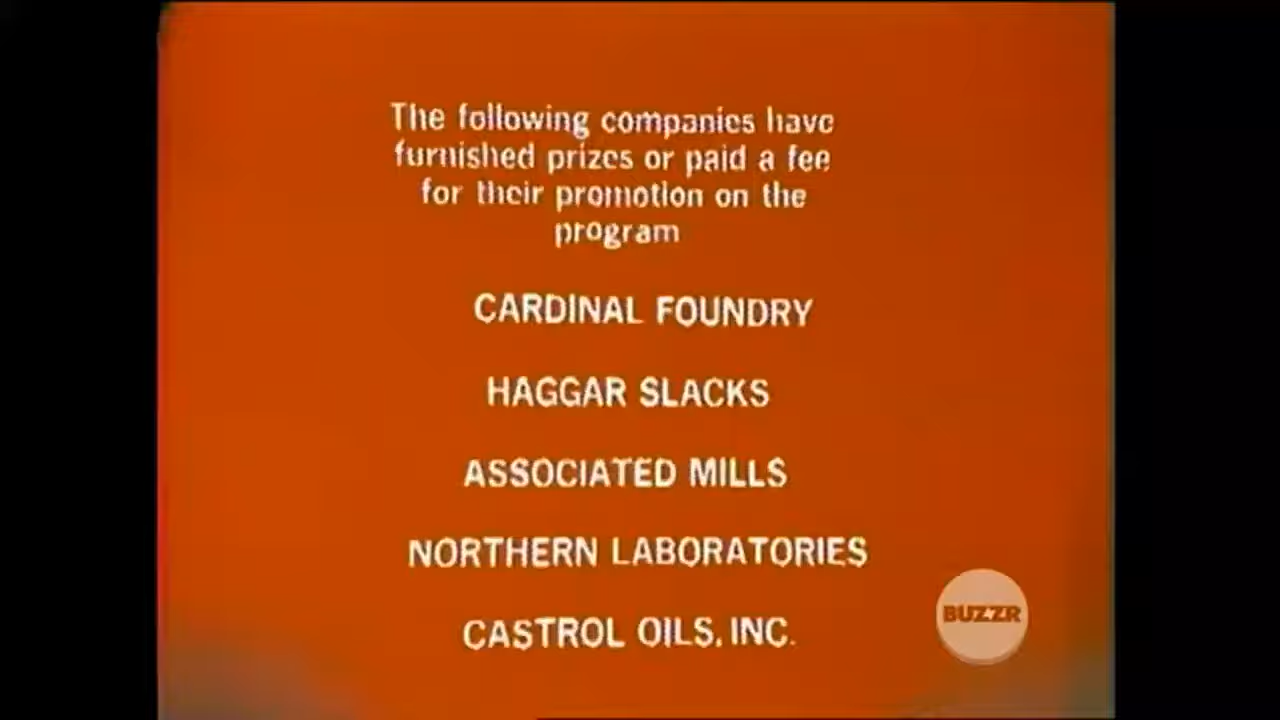 The following companies have
furnished prizes or paid a fee
for their promotion on the
program
CARDINAL FOUNDRY
HAGGAR SLACKS
ASSOCIATED MILLS
NORTHERN LABORATORIES
CASTROL OILS, INC.
BUZZR